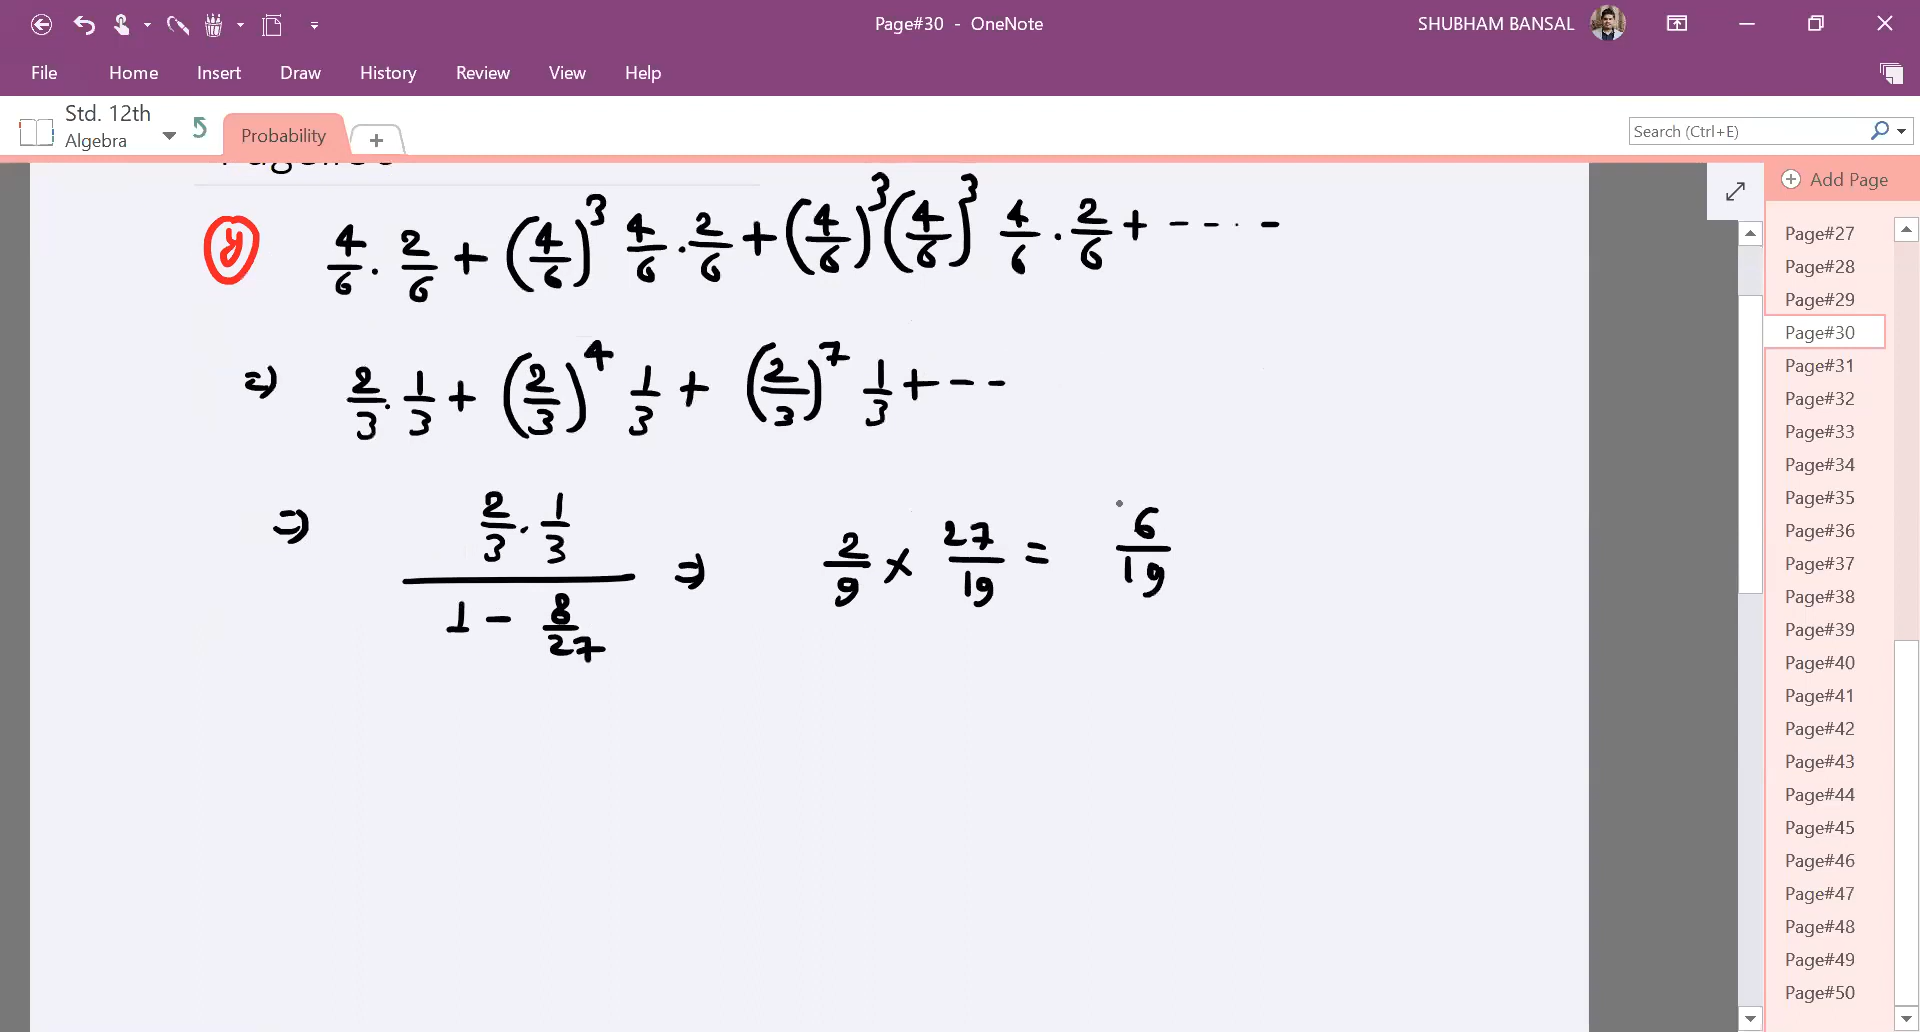 Page#30 - OneNote
SHUBHAM BANSAL
File Home Insert Draw History Review View Help
Std. 12th
Algebra
Probability
+
Search (Ctrl+E)
Add Page
4/6 · 2/6 + (4/6)³ 4/6 · 2/6 + (4/6)³ (4/6)³ 4/6 · 2/6 + - - - -
⇒ 2/3 · 1/3 + (2/3)⁴ 1/3 + (2/3)⁷ 1/3 + - -
⇒ (2/3 · 1/3)/(1 - 8/27) ⇒ 2/9 × 27/19 = 6/19
Page#27
Page#28
Page#29
Page#30
Page#31
Page#32
Page#33
Page#34
Page#35
Page#36
Page#37
Page#38
Page#39
Page#40
Page#41
Page#42
Page#43
Page#44
Page#45
Page#46
Page#47
Page#48
Page#49
Page#50